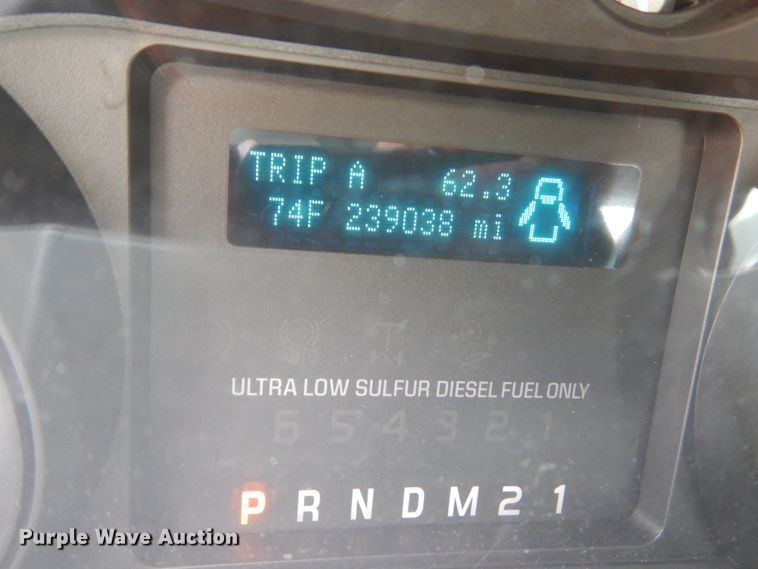 TRIP A 62.3
74F 239038 mi
ULTRA LOW SULFUR DIESEL FUEL ONLY
6 5 4 3 2 1
P R N D M 2 1
Purple Wave Auction